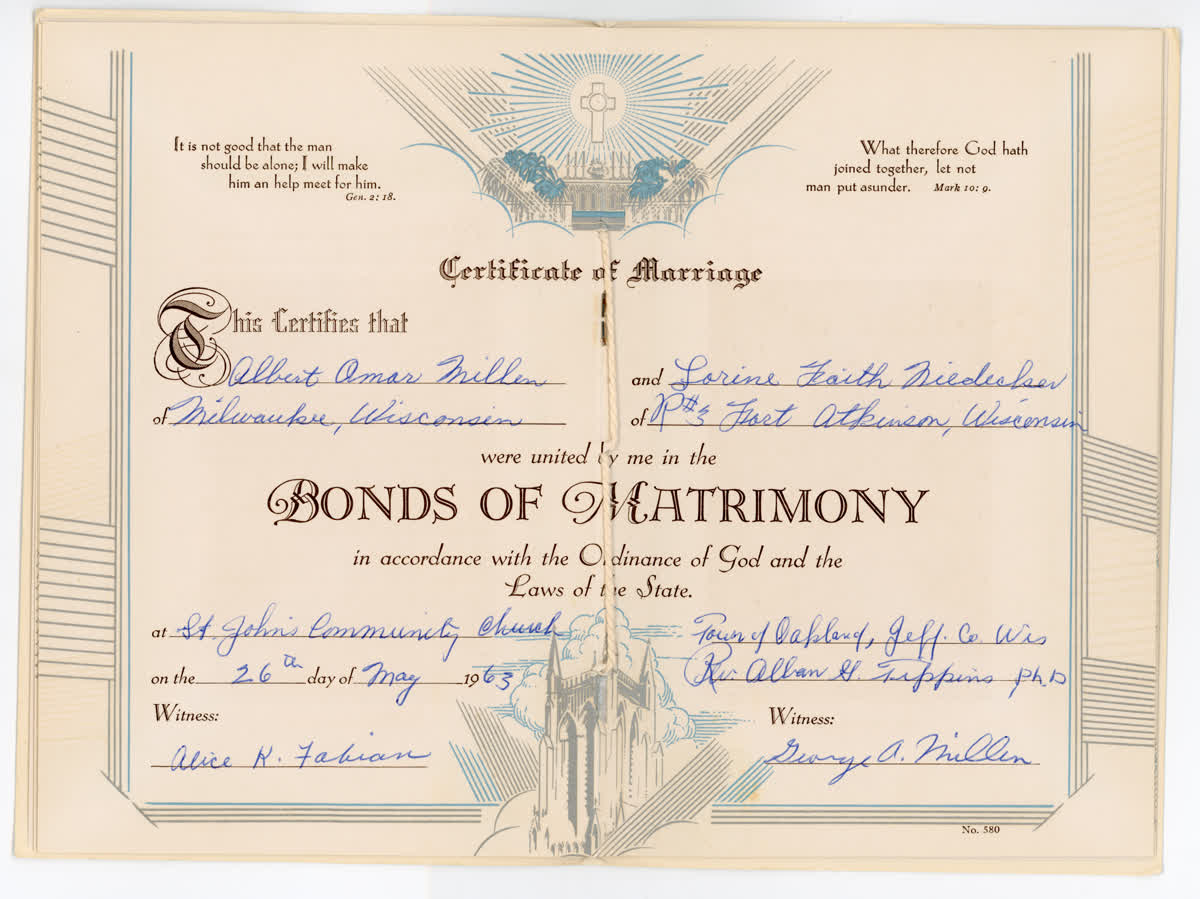 It is not good that the man
should be alone; I will make
him an help meet for him.
Gen. 2: 18.
What therefore God hath
joined together, let not
man put asunder. Mark 10: 9.
Certificate of Marriage
This Certifies that
Albert Omar Millen and Lorine Faith Niedecker
of Milwaukee, Wisconsin of R#3 Fort Atkinson, Wisconsin
were united by me in the
BONDS OF MATRIMONY
in accordance with the Ordinance of God and the
Laws of the State.
at St. John's Community Church Town of Oakland, Jeff. Co. Wis
on the 26th day of May 1963 Rev. Alban G. Tippins Ph.D
Witness: Witness:
Alice K. Fabian George A. Millen
No. 580